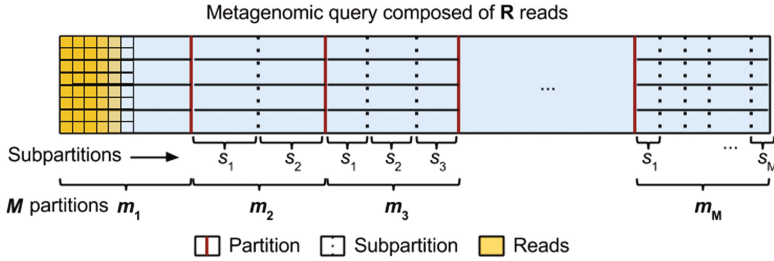 Metagenomic query composed of R reads
...
Subpartitions s1 s2 s1 s2 s3 s1 ... sM
M partitions m1 m2 m3 mM
Partition Subpartition Reads